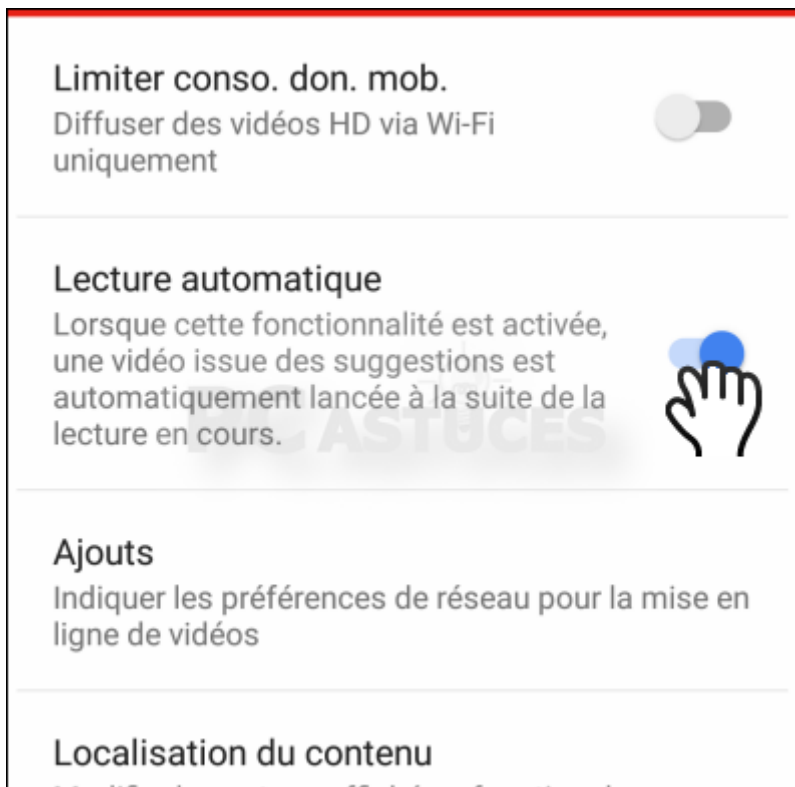 Limiter conso. don. mob.
Diffuser des vidéos HD via Wi-Fi
uniquement
Lecture automatique
Lorsque cette fonctionnalité est activée,
une vidéo issue des suggestions est
automatiquement lancée à la suite de la
lecture en cours.
PC ASTUCES
Ajouts
Indiquer les préférences de réseau pour la mise en
ligne de vidéos
Localisation du contenu